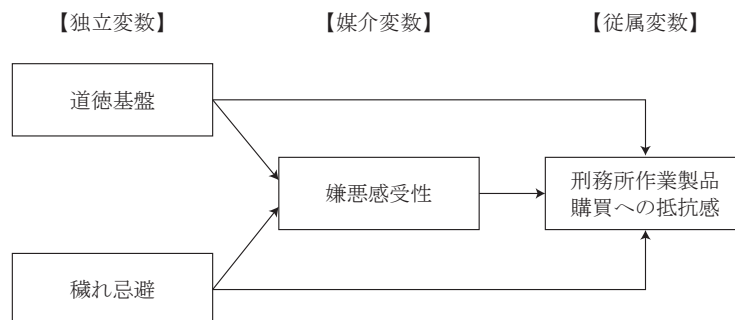 【独立変数】
【媒介変数】
【従属変数】
道徳基盤
嫌悪感受性
刑務所作業製品
購買への抵抗感
穢れ忌避